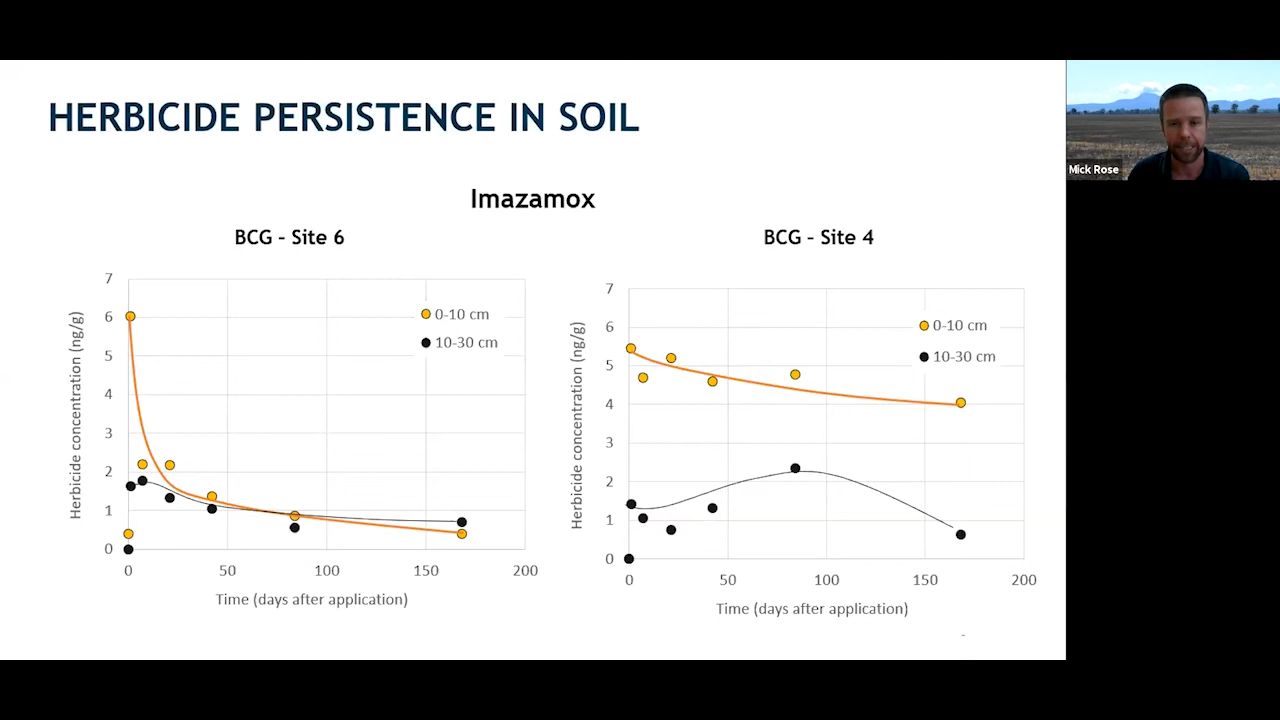 HERBICIDE PERSISTENCE IN SOIL
Imazamox
BCG – Site 6
7
6
5
4
3
2
1
0
Herbicide concentration (ng/g)
0-10 cm
10-30 cm
0 50 100 150 200
Time (days after application)
BCG – Site 4
7
6
5
4
3
2
1
0
Herbicide concentration (ng/g)
0-10 cm
10-30 cm
0 50 100 150 200
Time (days after application)
Mick Rose